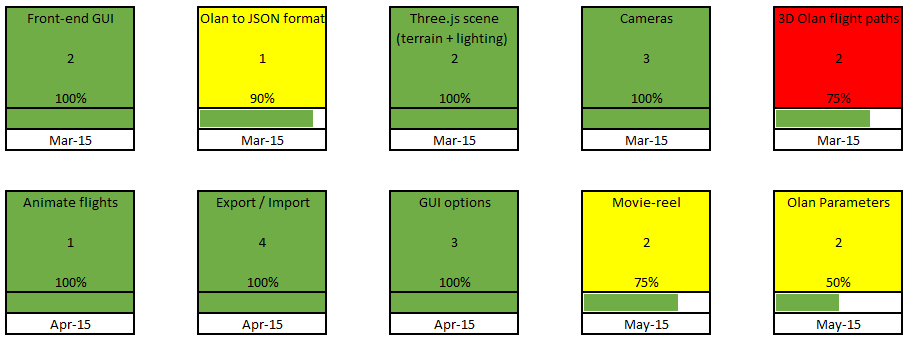 Front-end GUI
2
100%
Mar-15
Olan to JSON format
1
90%
Mar-15
Three.js scene
(terrain + lighting)
2
100%
Mar-15
Cameras
3
100%
Mar-15
3D Olan flight paths
2
75%
Mar-15
Animate flights
1
100%
Apr-15
Export / Import
4
100%
Apr-15
GUI options
3
100%
Apr-15
Movie-reel
2
75%
May-15
Olan Parameters
2
50%
May-15